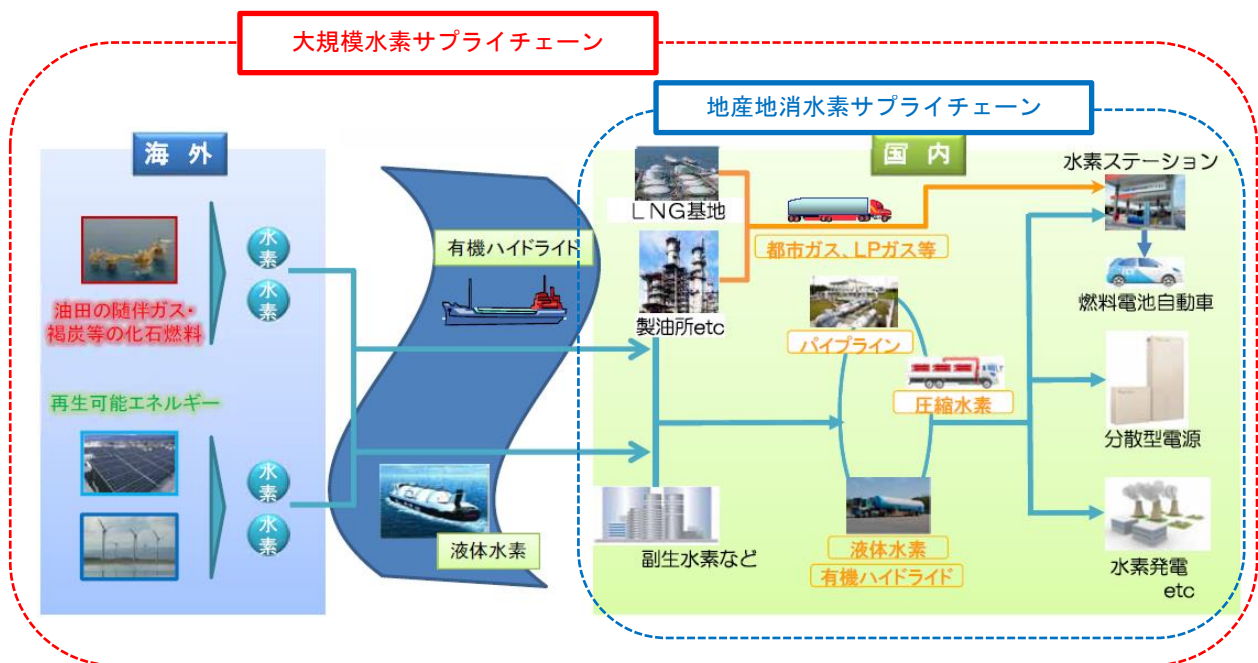 大規模水素サプライチェーン
地産地消水素サプライチェーン
海 外
国 内
水素ステーション
LNG基地
都市ガス、LPガス等
水素
水素
有機ハイドライド
油田の随伴ガス・
褐炭等の化石燃料
製油所etc
パイプライン
燃料電池自動車
圧縮水素
再生可能エネルギー
分散型電源
水素
水素
液体水素
副生水素など
液体水素
有機ハイドライド
水素発電
etc